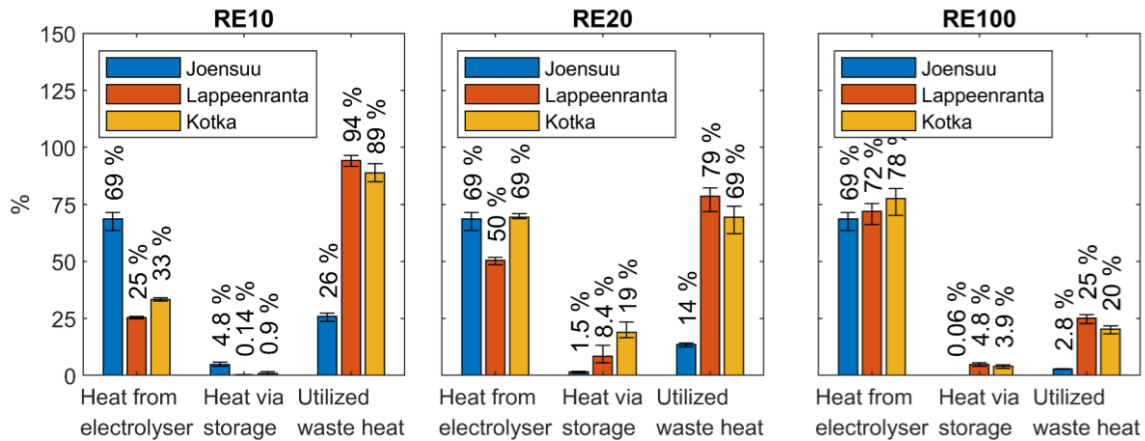 RE10
RE20
RE100
%
150
125
100
75
50
25
0
Joensuu
Lappeenranta
Kotka
69 %
25 %
33 %
4.8 %
0.14 %
0.9 %
26 %
94 %
89 %
Heat from
electrolyser
Heat via
storage
Utilized
waste heat
Joensuu
Lappeenranta
Kotka
69 %
50 %
69 %
1.5 %
8.4 %
19 %
14 %
79 %
69 %
Heat from
electrolyser
Heat via
storage
Utilized
waste heat
Joensuu
Lappeenranta
Kotka
69 %
72 %
78 %
0.06 %
4.8 %
3.9 %
2.8 %
25 %
20 %
Heat from
electrolyser
Heat via
storage
Utilized
waste heat